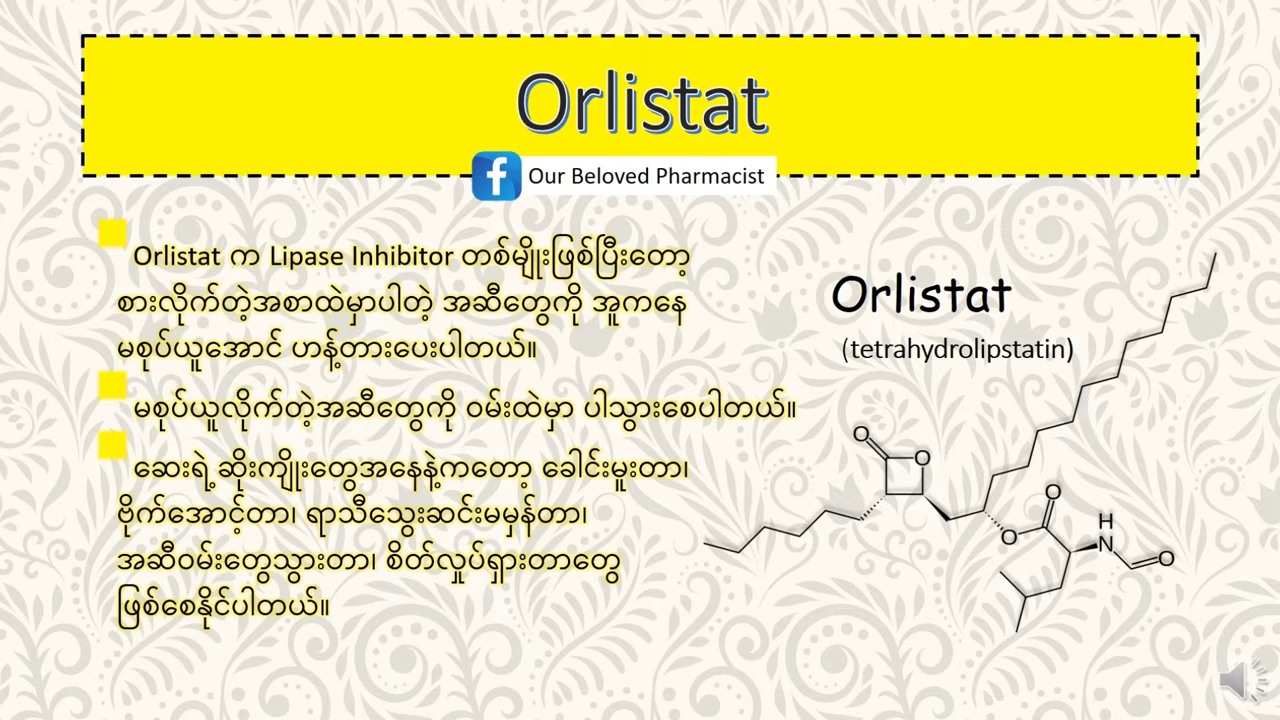 Orlistat
Our Beloved Pharmacist
Orlistat က Lipase Inhibitor တစ်မျိုးဖြစ်ပြီးတော့
စားလိုက်တဲ့အစာထဲမှာပါတဲ့ အဆီတွေကို အူကနေ
မစုပ်ယူအောင် ဟန့်တားပေးပါတယ်။
မစုပ်ယူလိုက်တဲ့အဆီတွေကို ဝမ်းထဲမှာ ပါသွားစေပါတယ်။
ဆေးရဲ့ဆိုးကျိုးတွေအနေနဲ့ကတော့ ခေါင်းမူးတာ၊
ဗိုက်အောင့်တာ၊ ရာသီသွေးဆင်းမမှန်တာ၊
အဆီဝမ်းတွေသွားတာ၊ စိတ်လှုပ်ရှားတာတွေ
ဖြစ်စေနိုင်ပါတယ်။
Orlistat
(tetrahydrolipstatin)
O
O
O
O
H
N
O